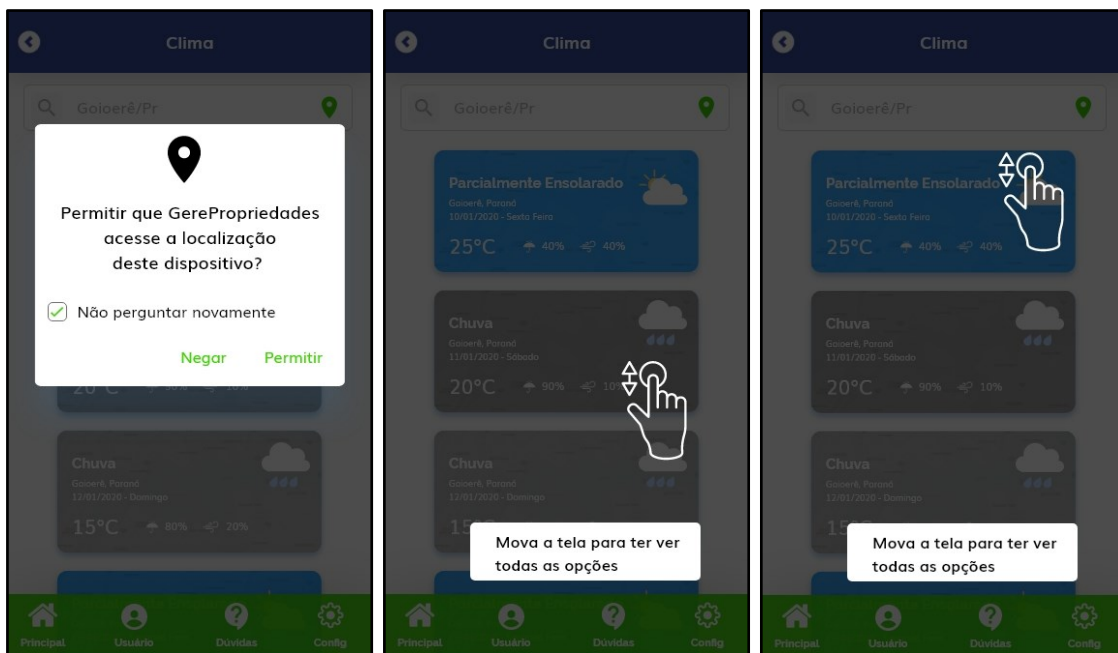 Clima
Goioerê/Pr
Permitir que GerePropriedades
acesse a localização
deste dispositivo?
Não perguntar novamente
Negar Permitir
20°C 90% 10%
Chuva
Goioerê, Paraná
12/01/2020 - Domingo
15°C 80% 20%
Principal Usuário Dúvidas Config
Clima
Goioerê/Pr
Parcialmente Ensolarado
Goioerê, Paraná
10/01/2020 - Sexta Feira
25°C 40% 40%
Chuva
Goioerê, Paraná
11/01/2020 - Sábado
20°C 90% 10%
Chuva
Goioerê, Paraná
12/01/2020 - Domingo
Mova a tela para ter ver
todas as opções
Principal Usuário Dúvidas Config
Clima
Goioerê/Pr
Parcialmente Ensolarado
Goioerê, Paraná
10/01/2020 - Sexta Feira
25°C 40% 40%
Chuva
Goioerê, Paraná
11/01/2020 - Sábado
20°C 90% 10%
Chuva
Goioerê, Paraná
12/01/2020 - Domingo
Mova a tela para ter ver
todas as opções
Principal Usuário Dúvidas Config